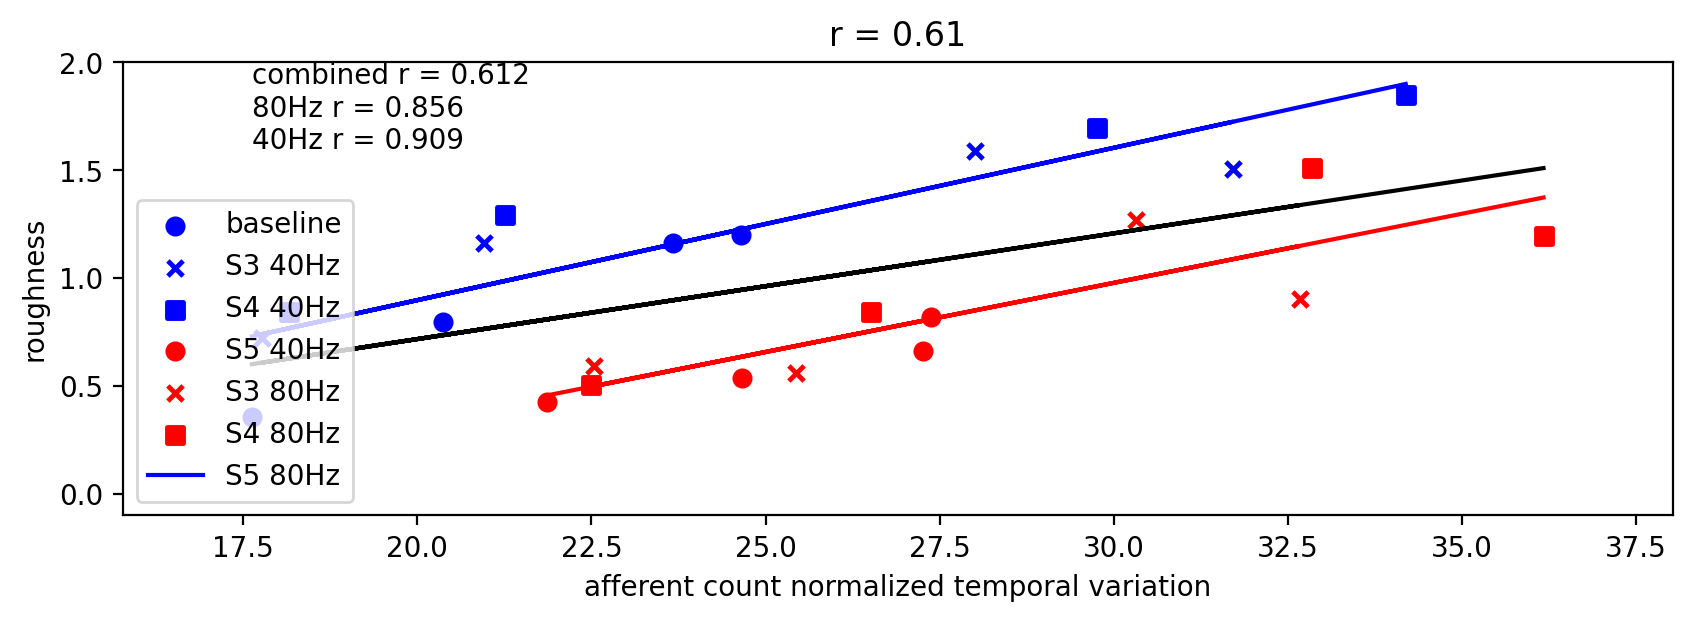 r = 0.61
combined r = 0.612
80Hz r = 0.856
40Hz r = 0.909
baseline
S3 40Hz
S4 40Hz
S5 40Hz
S3 80Hz
S4 80Hz
S5 80Hz
roughness
2.0
1.5
1.0
0.5
0.0
17.5 20.0 22.5 25.0 27.5 30.0 32.5 35.0 37.5
afferent count normalized temporal variation